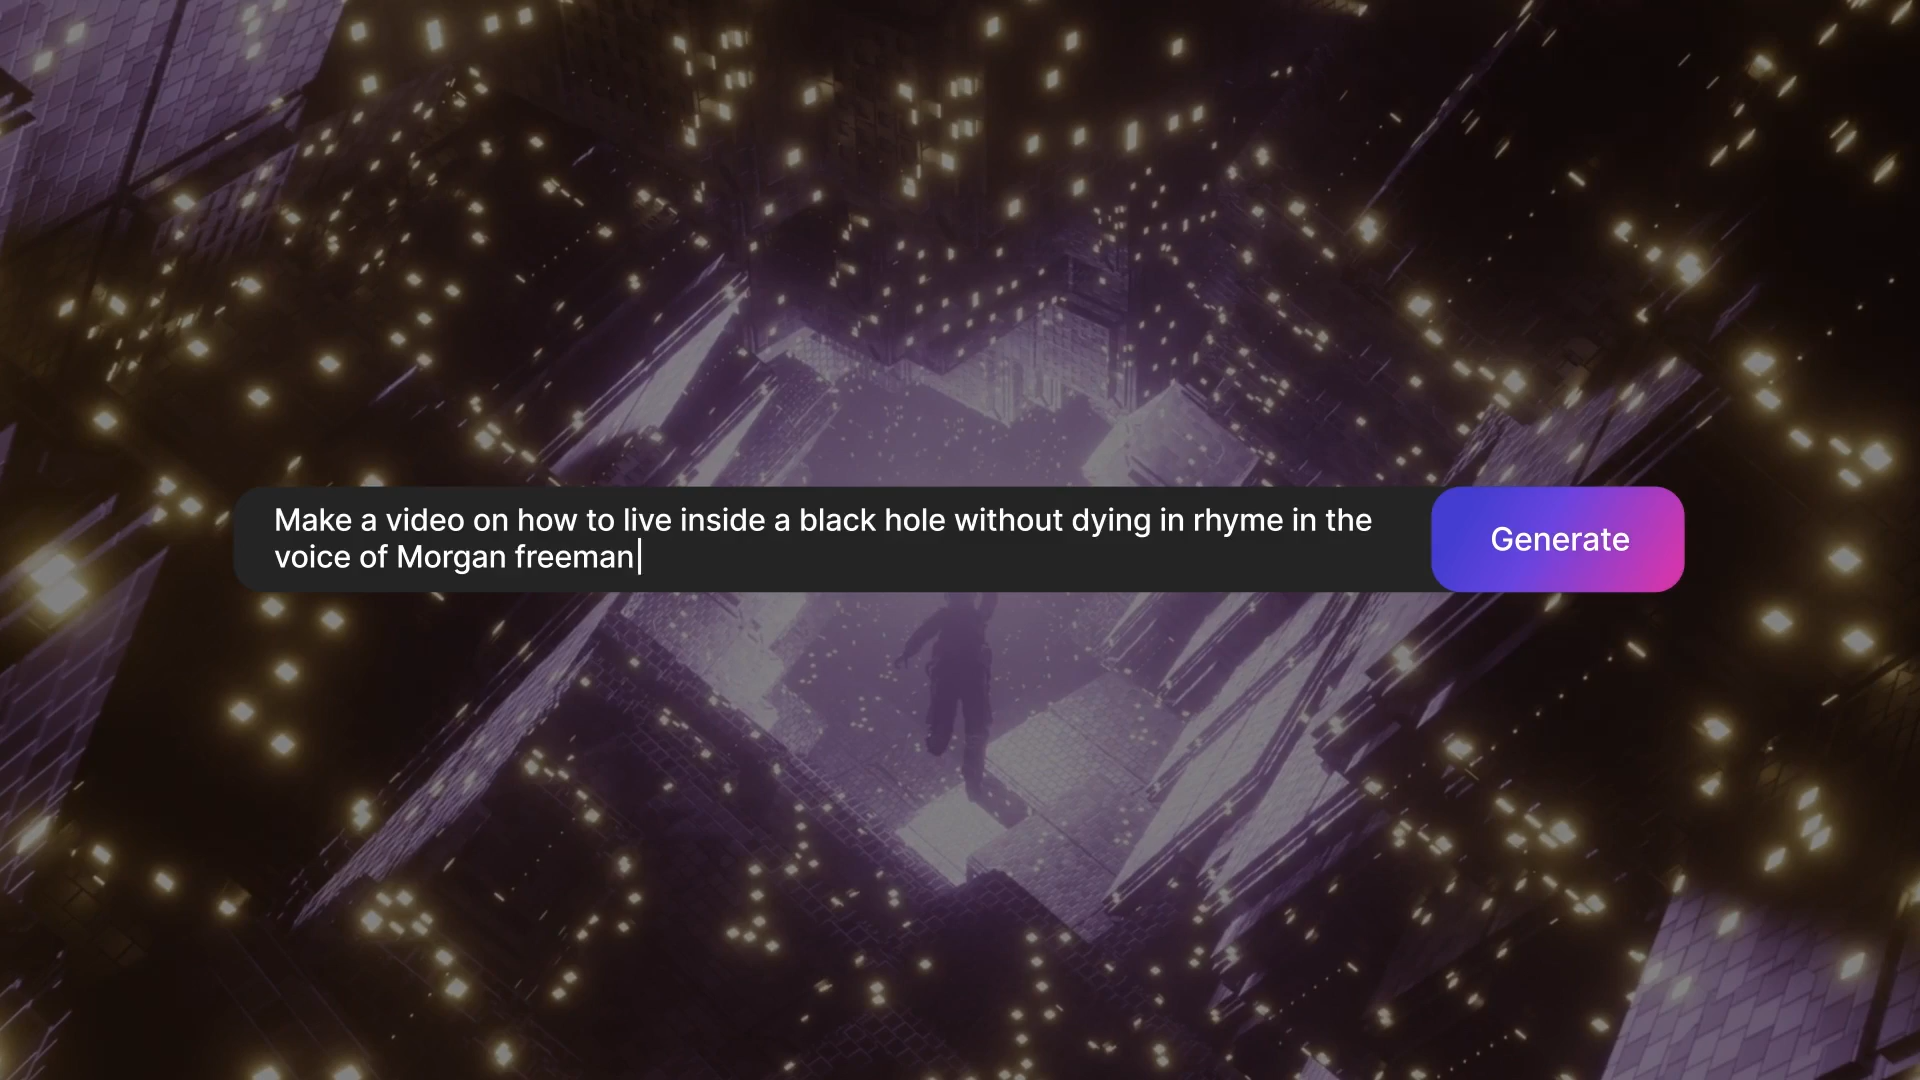 Make a video on how to live inside a black hole without dying in rhyme in the
voice of Morgan freeman
Generate